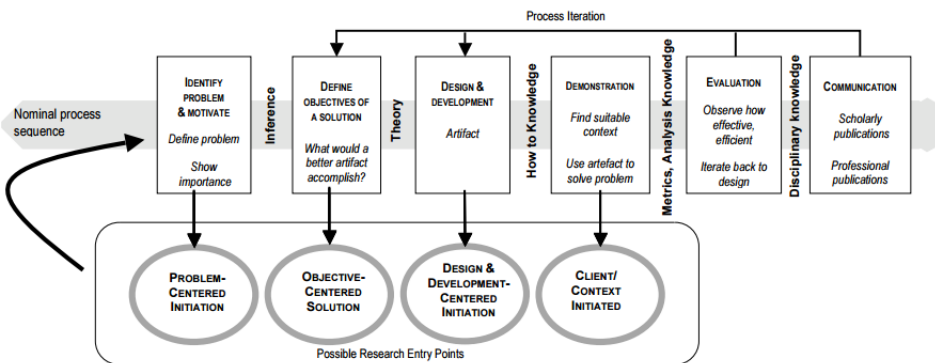 Process Iteration
Nominal process
sequence
IDENTIFY
PROBLEM
& MOTIVATE
Define problem
Show
importance
Inference
DEFINE
OBJECTIVES OF
A SOLUTION
What would a
better artifact
accomplish?
Theory
DESIGN &
DEVELOPMENT
Artifact
How to Knowledge
DEMONSTRATION
Find suitable
context
Use artefact to
solve problem
Metrics, Analysis Knowledge
EVALUATION
Observe how
effective,
efficient
Iterate back to
design
Disciplinary knowledge
COMMUNICATION
Scholarly
publications
Professional
publications
PROBLEM-
CENTERED
INITIATION
OBJECTIVE-
CENTERED
SOLUTION
DESIGN &
DEVELOPMENT-
CENTERED
INITIATION
CLIENT/
CONTEXT
INITIATED
Possible Research Entry Points